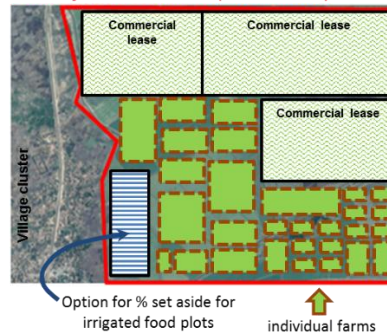 Commercial
lease
Commercial lease
Commercial lease
Village cluster
Option for % set aside for
irrigated food plots
individual farms